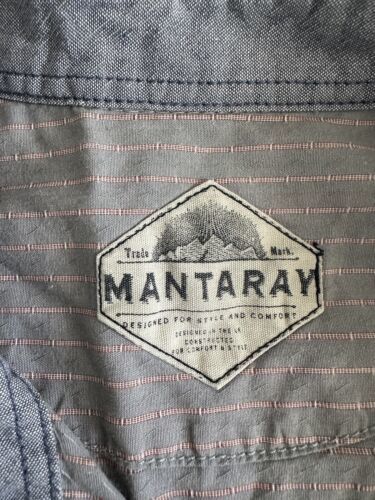 Trade Mark.
MANTARAY
DESIGNED FOR STYLE AND COMFORT
DESIGNED IN THE UK
CONSTRUCTED
FOR COMFORT & STYLE